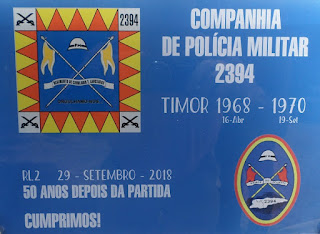 2394
COMPANHIA
DE POLÍCIA MILITAR
2394
TIMOR 1968 - 1970
16-Abr 19-Set
RL2 29 - SETEMBRO - 2018
50 ANOS DEPOIS DA PARTIDA
CUMPRIMOS!
2394